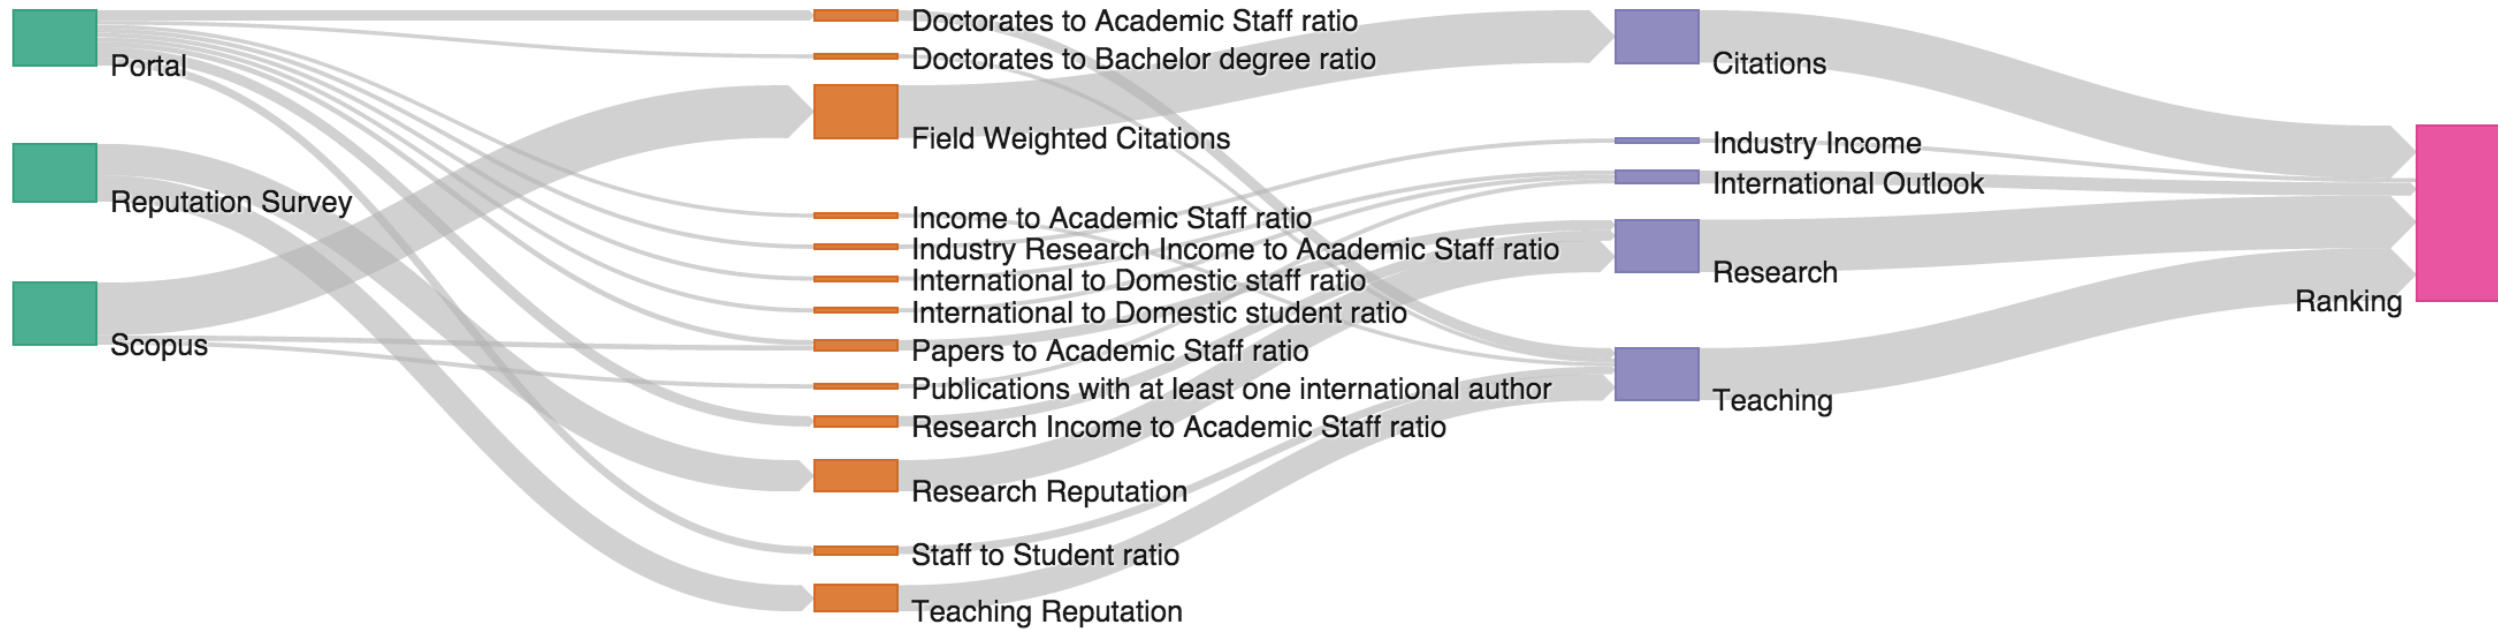 Portal
Reputation Survey
Scopus
Doctorates to Academic Staff ratio
Doctorates to Bachelor degree ratio
Field Weighted Citations
Income to Academic Staff ratio
Industry Research Income to Academic Staff ratio
International to Domestic staff ratio
International to Domestic student ratio
Papers to Academic Staff ratio
Publications with at least one international author
Research Income to Academic Staff ratio
Research Reputation
Staff to Student ratio
Teaching Reputation
Citations
Industry Income
International Outlook
Research
Teaching
Ranking